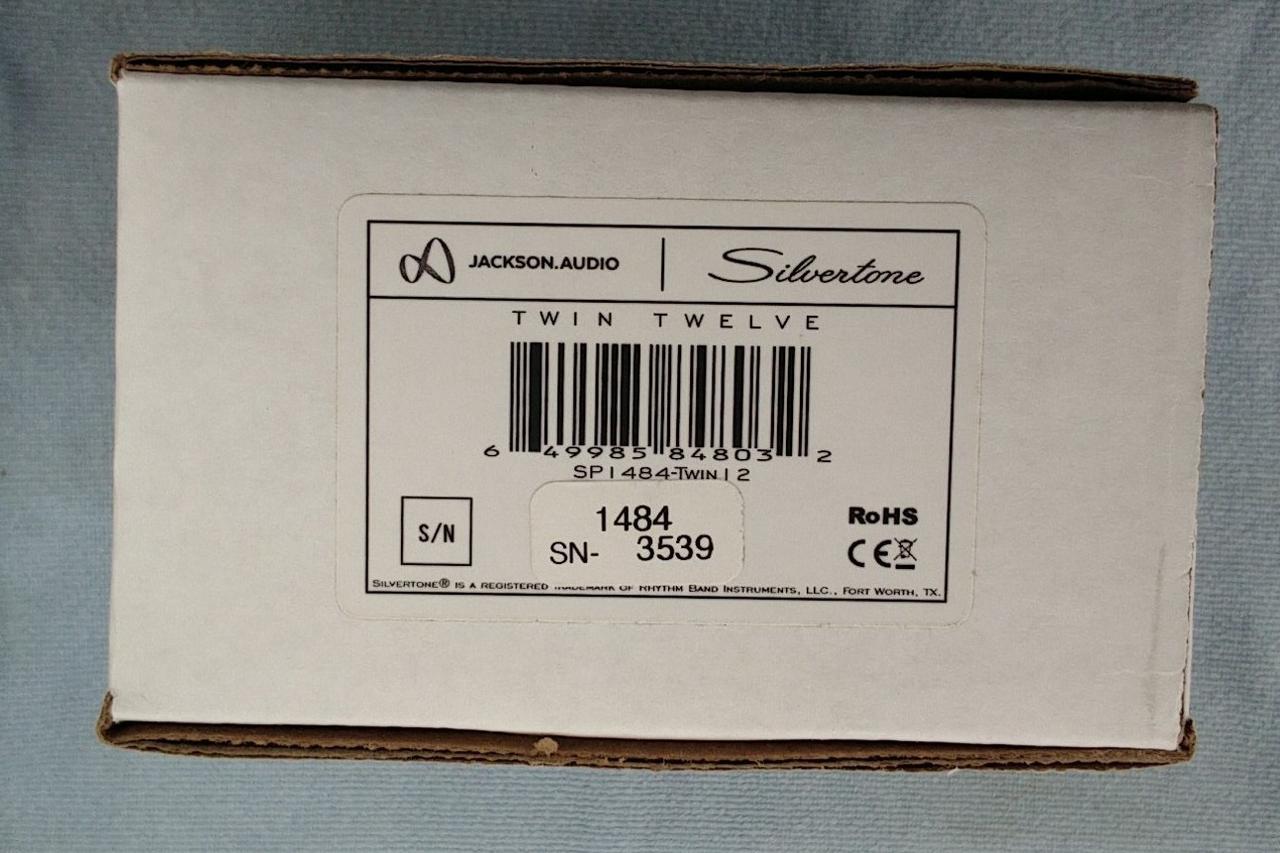 JACKSON.AUDIO
Silvertone
TWIN TWELVE
6 49985 84803 2
SP1484-Twin12
S/N
1484
SN- 3539
RoHS
CE
Silvertone® is a registered trademark of Rhythm Band Instruments, LLC., Fort Worth, TX.